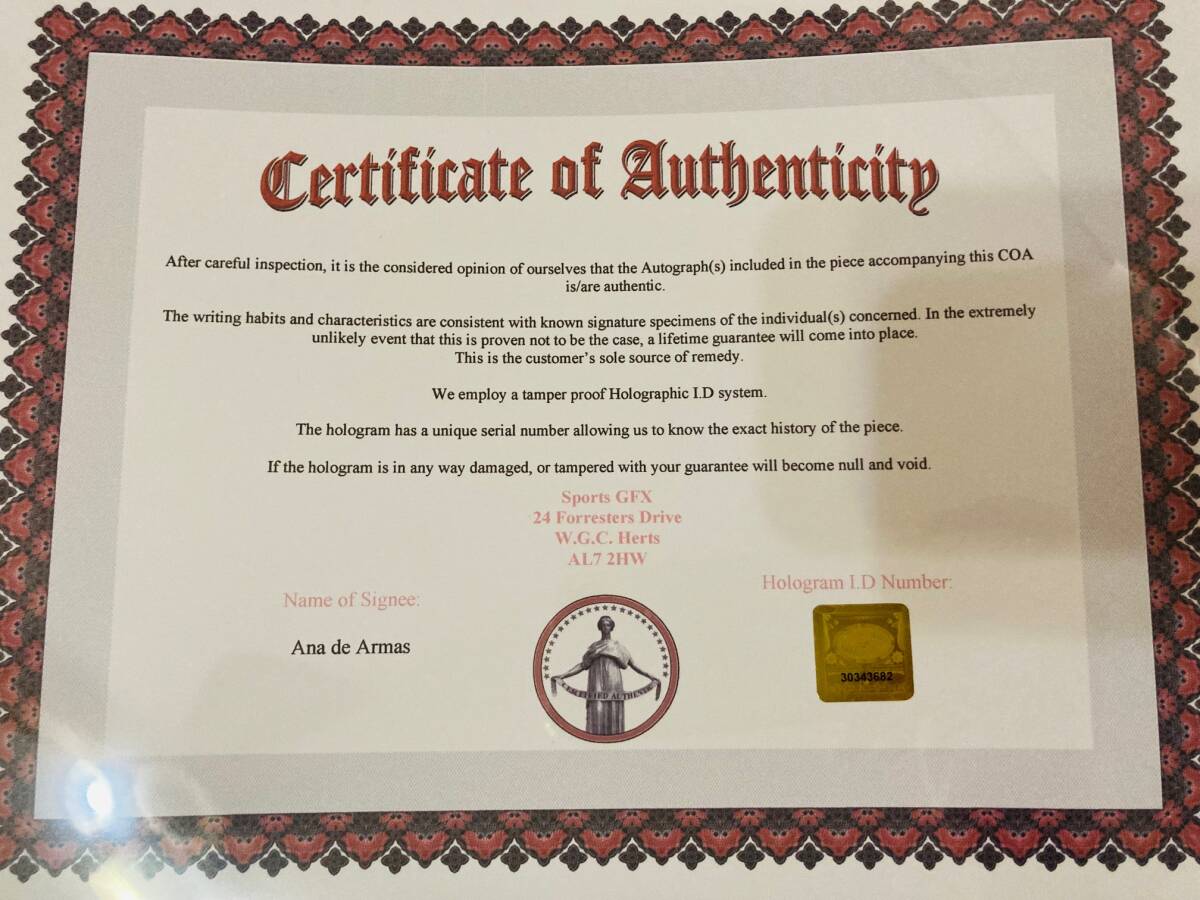 Certificate of Authenticity
After careful inspection, it is the considered opinion of ourselves that the Autograph(s) included in the piece accompanying this COA
is/are authentic.
The writing habits and characteristics are consistent with known signature specimens of the individual(s) concerned. In the extremely
unlikely event that this is proven not to be the case, a lifetime guarantee will come into place.
This is the customer's sole source of remedy.
We employ a tamper proof Holographic I.D system.
The hologram has a unique serial number allowing us to know the exact history of the piece.
If the hologram is in any way damaged, or tampered with your guarantee will become null and void.
Sports GFX
24 Forresters Drive
W.G.C. Herts
AL7 2HW
Name of Signee:
Ana de Armas
CERTIFIED AUTHENTIC
Hologram I.D Number:
30343682